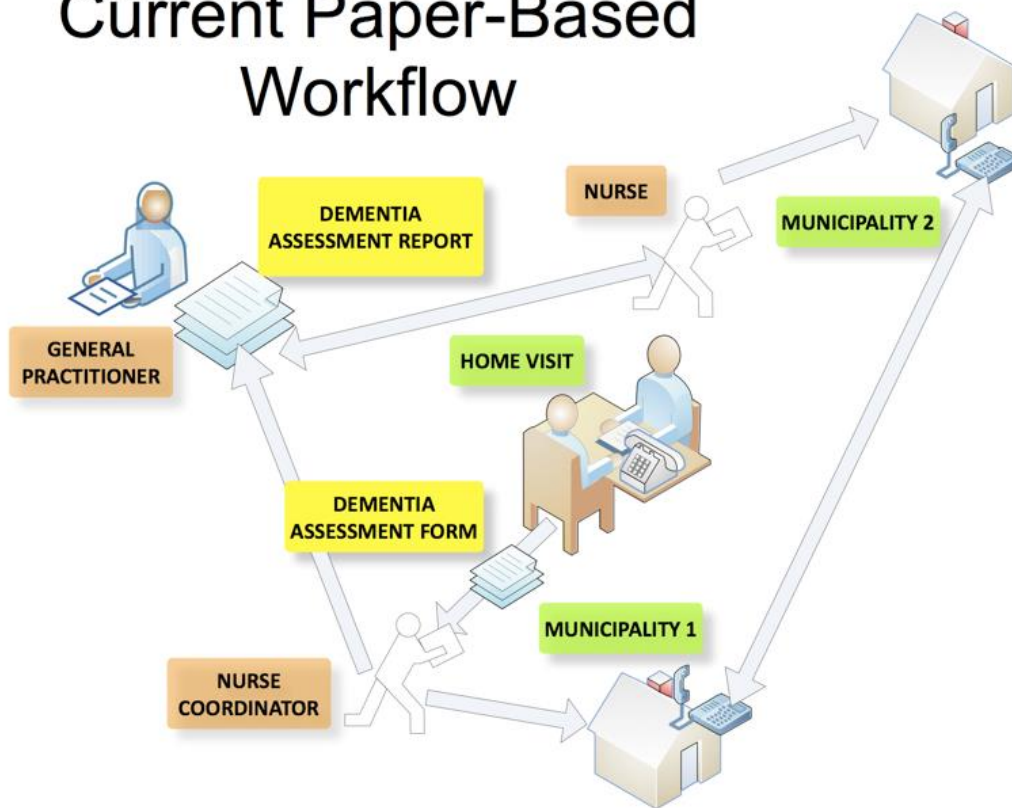 Current Paper-Based
Workflow
NURSE
DEMENTIA
ASSESSMENT REPORT
MUNICIPALITY 2
GENERAL
PRACTITIONER
HOME VISIT
DEMENTIA
ASSESSMENT FORM
MUNICIPALITY 1
NURSE
COORDINATOR